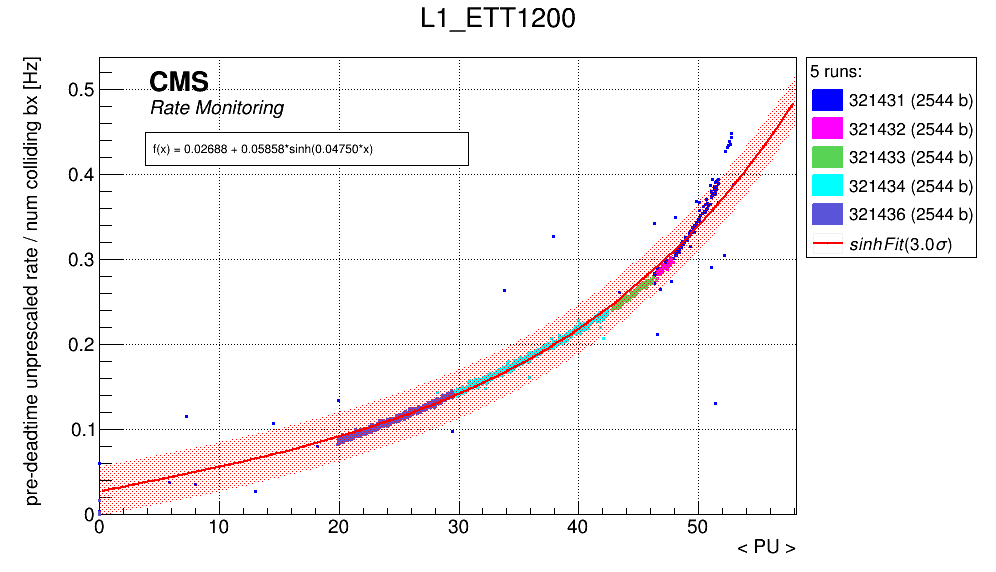 L1_ETT1200
pre-deadtime unprescaled rate / num colliding bx [Hz]
CMS
Rate Monitoring
f(x) = 0.02688 + 0.05858*sinh(0.04750*x)
0.5
0.4
0.3
0.2
0.1
0
0 10 20 30 40 50
< PU >
5 runs:
321431 (2544 b)
321432 (2544 b)
321433 (2544 b)
321434 (2544 b)
321436 (2544 b)
sinhFit(3.0σ)